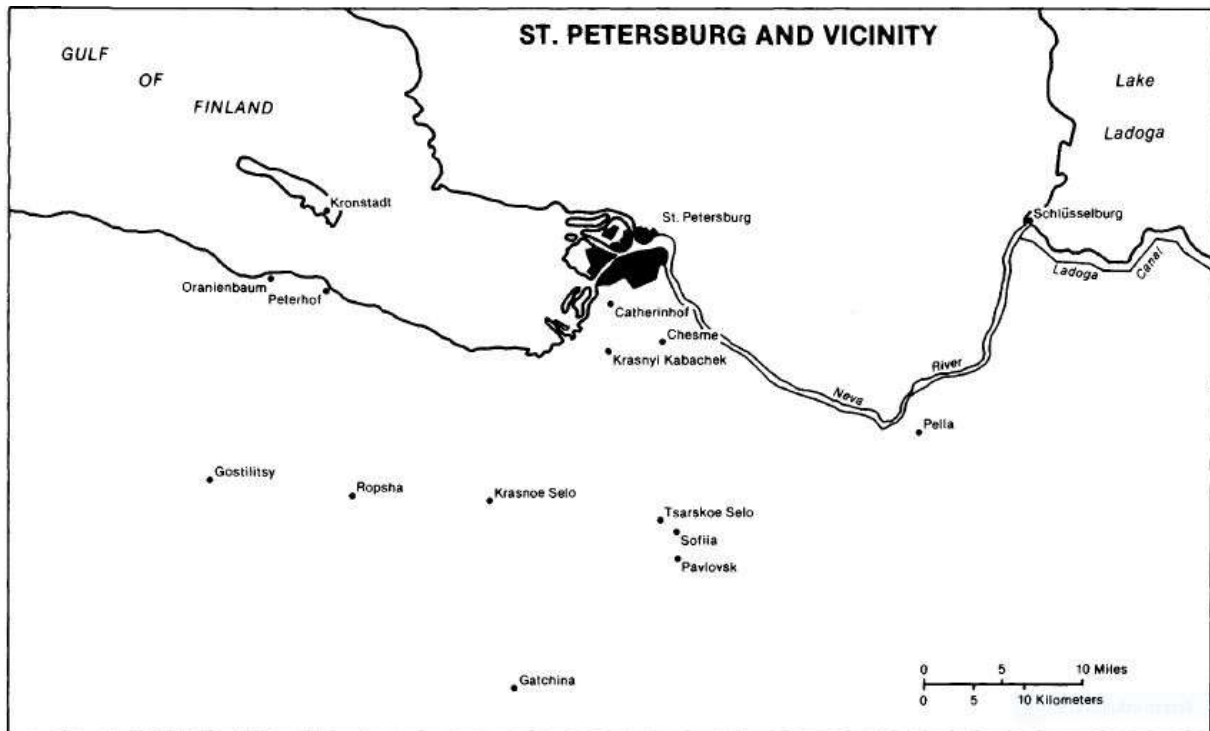 ST. PETERSBURG AND VICINITY
GULF
OF
FINLAND
Lake
Ladoga
Kronstadt
St. Petersburg
Schlüsselburg
Ladoga
Canal
Oranienbaum
Peterhof
Catherinhof
Chesme
Krasnyi Kabachek
River
Neva
Pella
Gostilitsy
Ropsha
Krasnoe Selo
Tsarskoe Selo
Sofiia
Pavlovsk
Gatchina
0 5 10 Miles
0 5 10 Kilometers